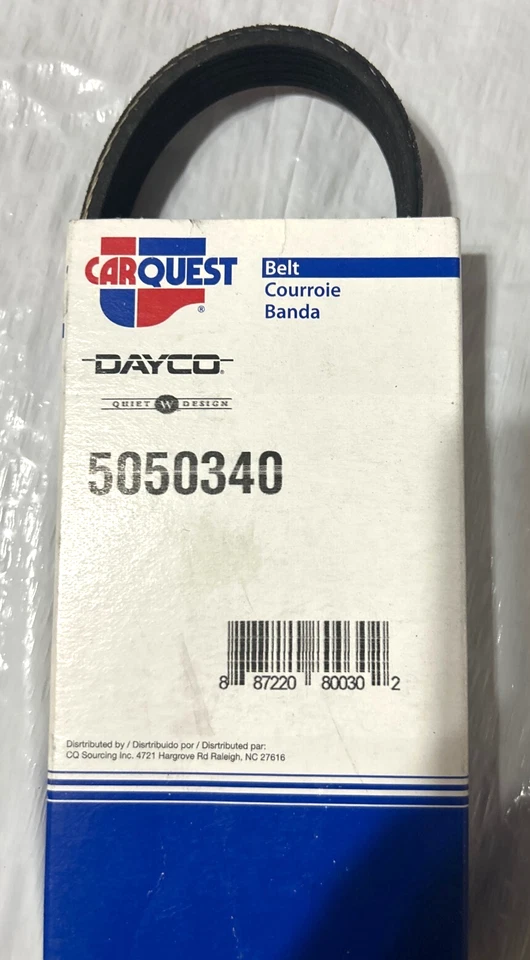 CARQUEST®
Belt
Courroie
Banda
DAYCO®
QUIET W DESIGN
5050340
8 87220 80030 2
Disrtributed by / Disrtribuido por / Disrtributed par:
CQ Sourcing Inc. 4721 Hargrove Rd Raleigh, NC 27616